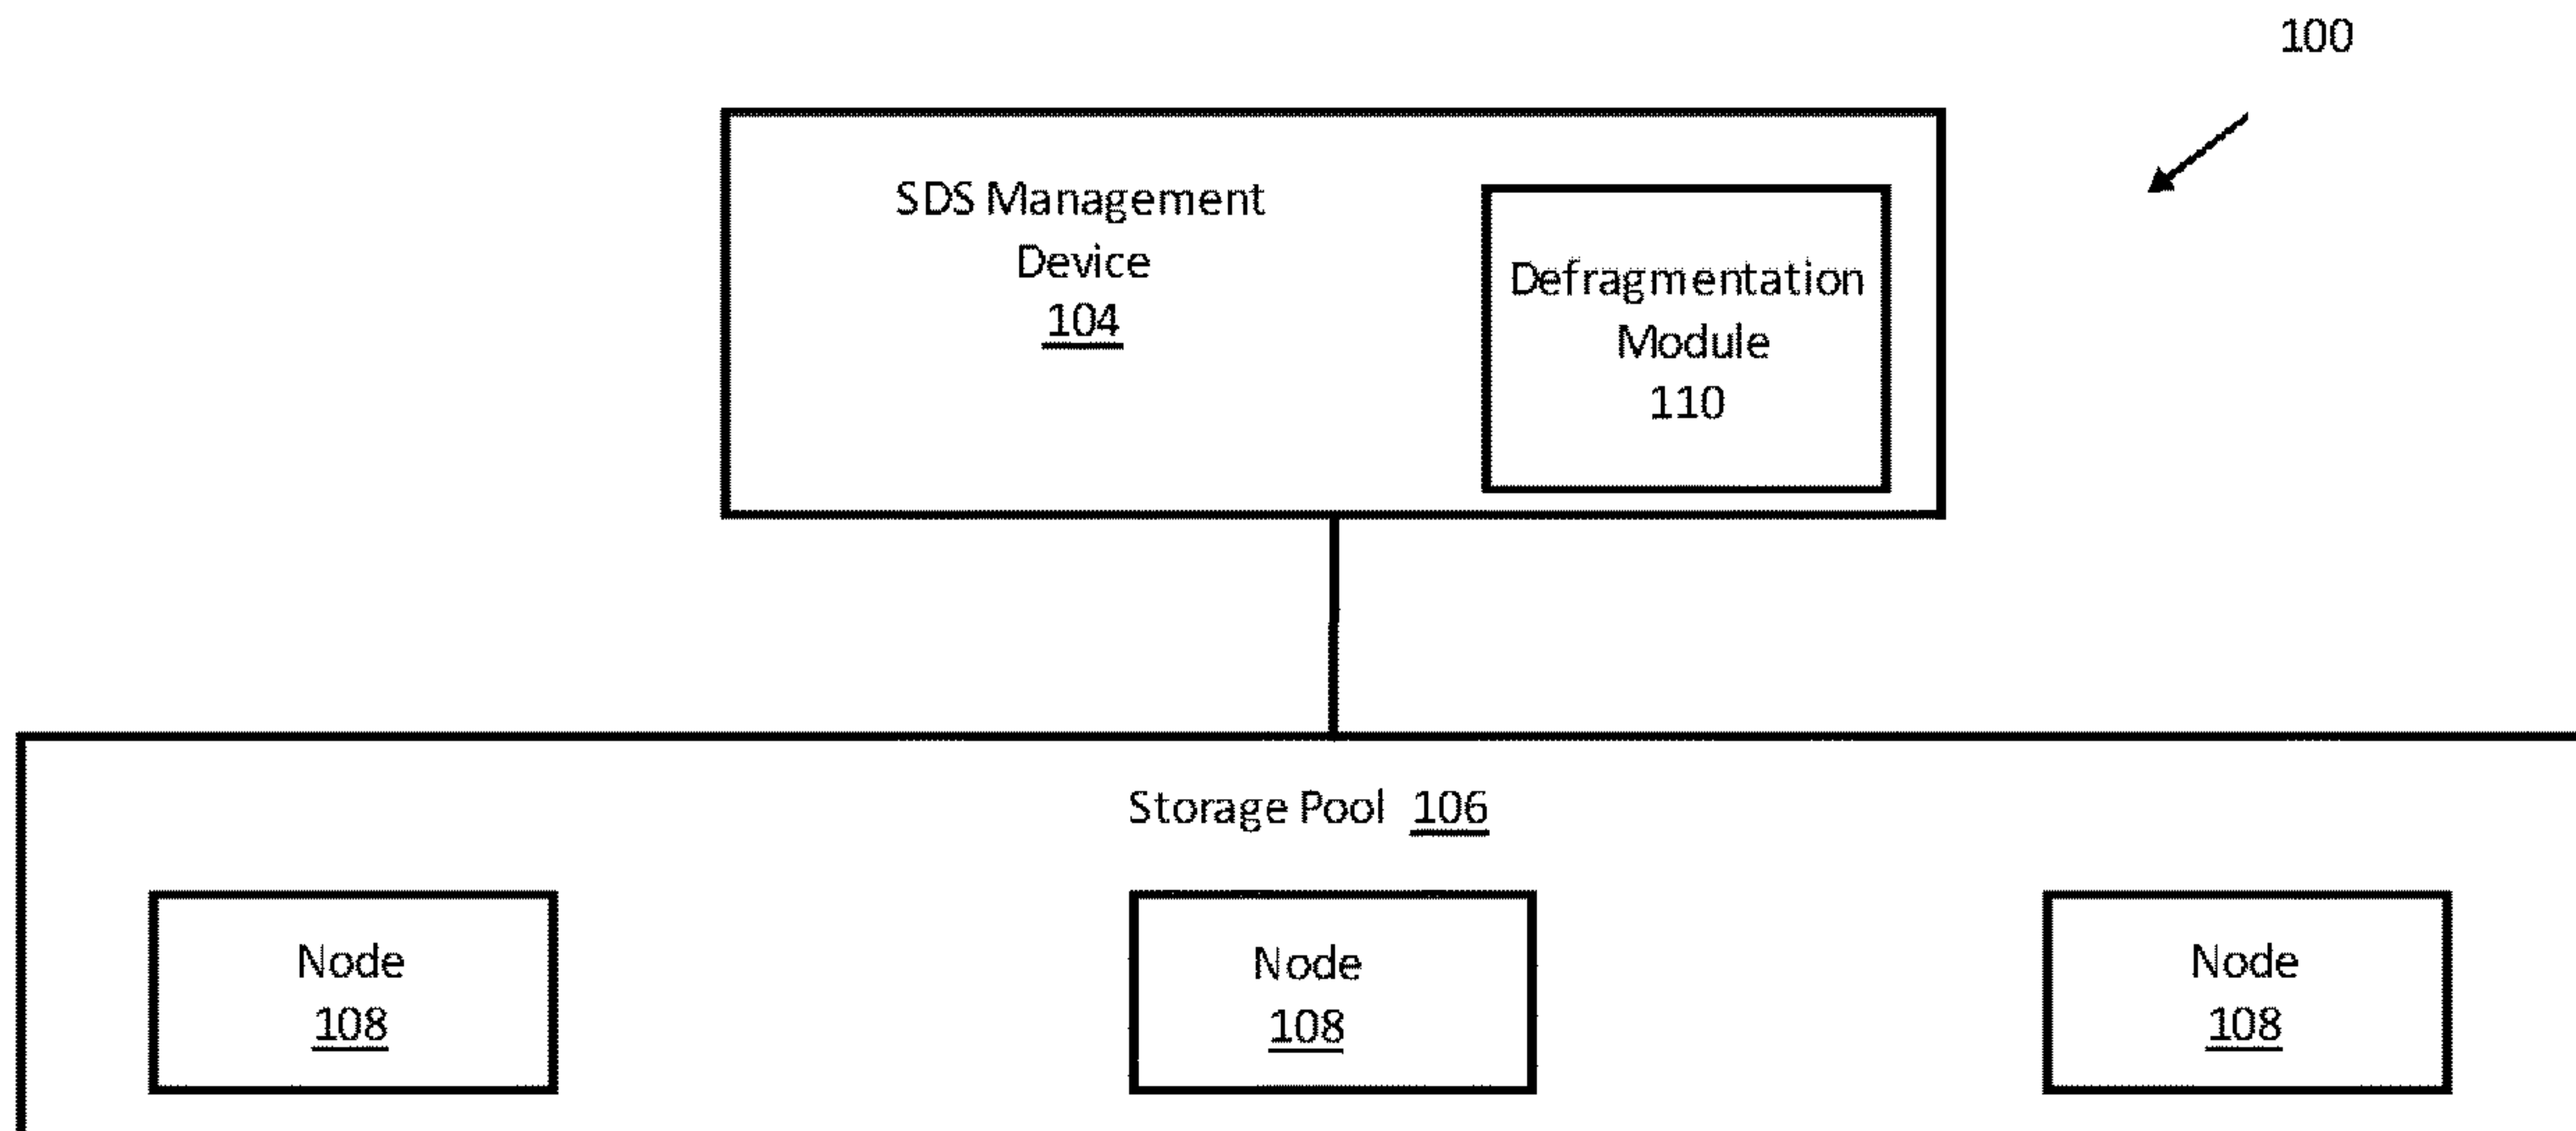 100
SDS Management
Device
104
Defragmentation
Module
110
Storage Pool 106
Node
108
Node
108
Node
108